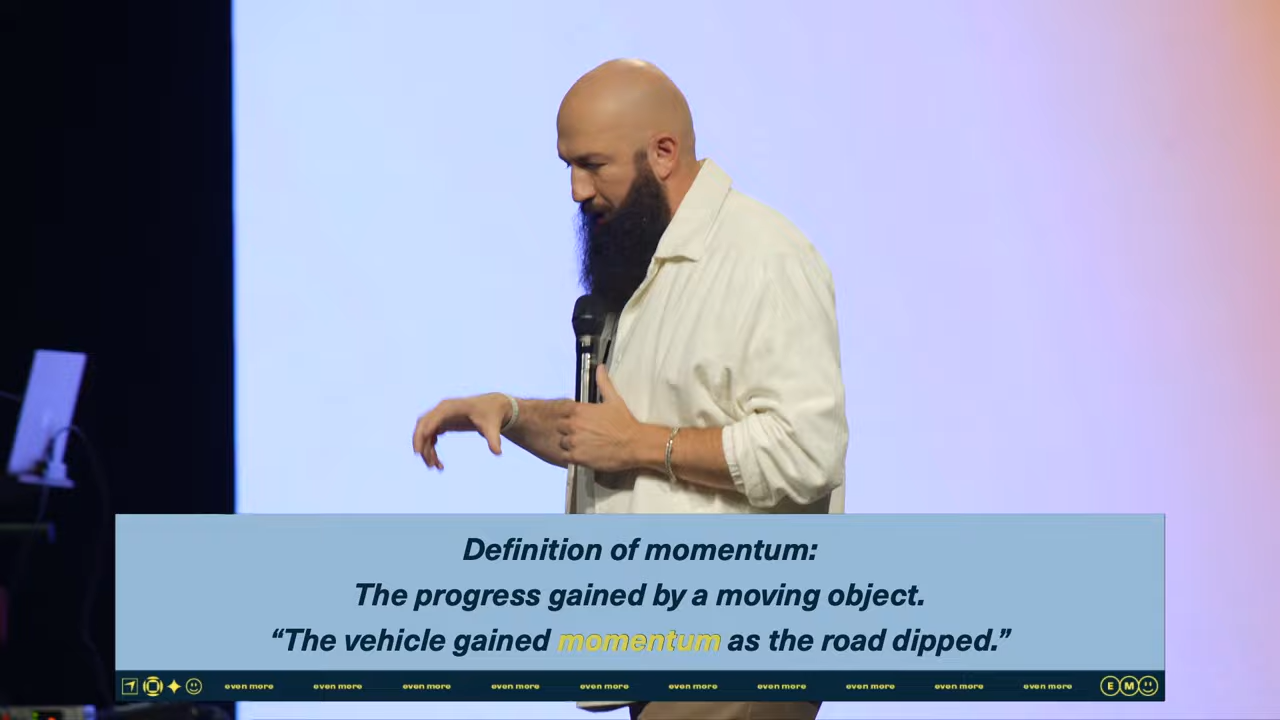 Definition of momentum:
The progress gained by a moving object.
“The vehicle gained momentum as the road dipped.”
even more even more even more even more even more even more even more even more even more even more E M